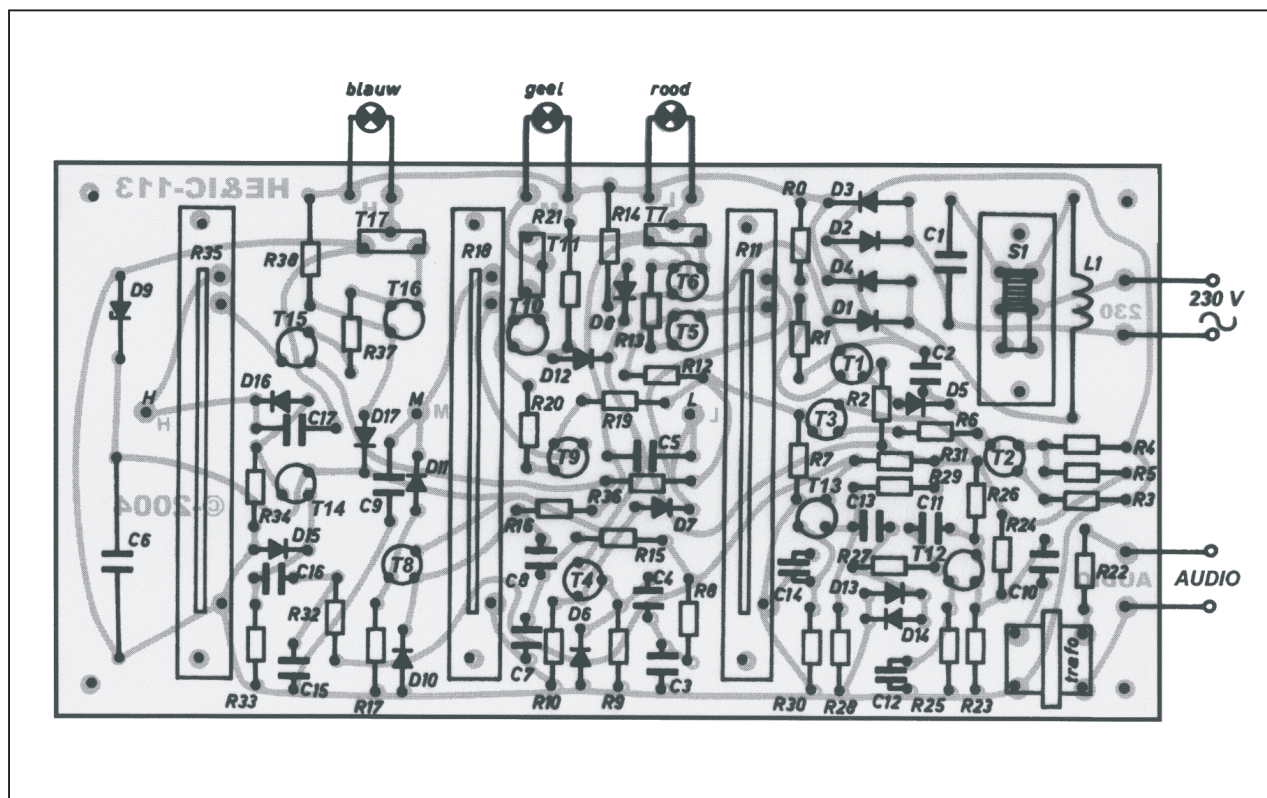 blauw
geel
rood
HE&IC-113
H
M
L
R0
D3
R21
R14
T7
T17
D2
C1
S1
L1
R35
R38
R18
T11
R11
D4
D9
T16
T6
D1
230 V
230
T15
T10
D8
T5
R13
R1
R37
D12
R12
T1
C2
D16
R20
R2
D5
H
H
C17
D17
M
M
R19
L
L
T3
R6
R4
T9
C5
R7
R31
T2
R5
D11
R29
R3
C9
R36
T13
R26
T14
©-2004
R34
R16
D7
C13
C11
R24
C6
D15
R15
R27
T12
C16
T8
C8
T4
C4
R8
C14
D13
C10
R22
AUDIO
AUDIO
R32
D6
D14
C7
trafo
C15
D10
C3
C12
R33
R17
R10
R9
R30
R28
R25
R23